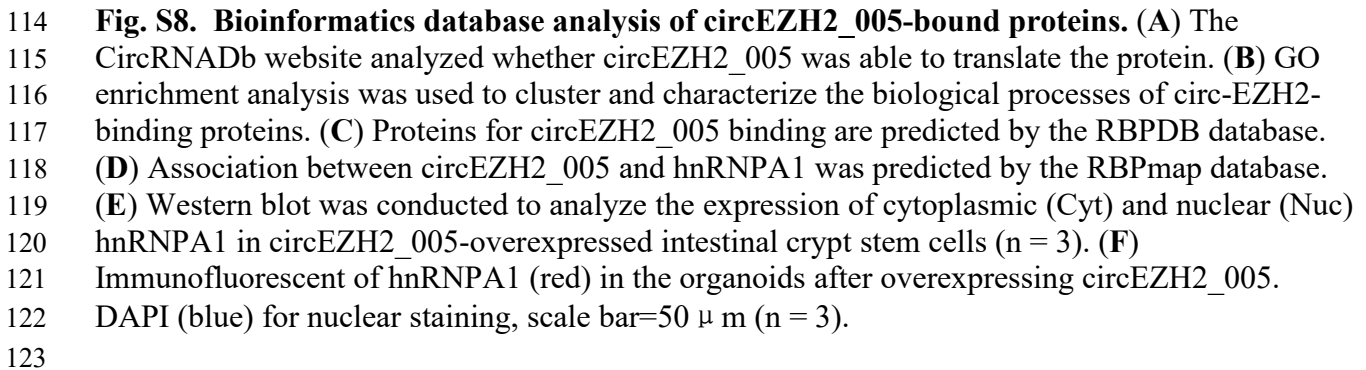 114 Fig. S8. Bioinformatics database analysis of circEZH2_005-bound proteins. (A) The
115 CircRNADb website analyzed whether circEZH2_005 was able to translate the protein. (B) GO
116 enrichment analysis was used to cluster and characterize the biological processes of circ-EZH2-
117 binding proteins. (C) Proteins for circEZH2_005 binding are predicted by the RBPDB database.
118 (D) Association between circEZH2_005 and hnRNPA1 was predicted by the RBPmap database.
119 (E) Western blot was conducted to analyze the expression of cytoplasmic (Cyt) and nuclear (Nuc)
120 hnRNPA1 in circEZH2_005-overexpressed intestinal crypt stem cells (n = 3). (F)
121 Immunofluorescent of hnRNPA1 (red) in the organoids after overexpressing circEZH2_005.
122 DAPI (blue) for nuclear staining, scale bar=50 μm (n = 3).
123